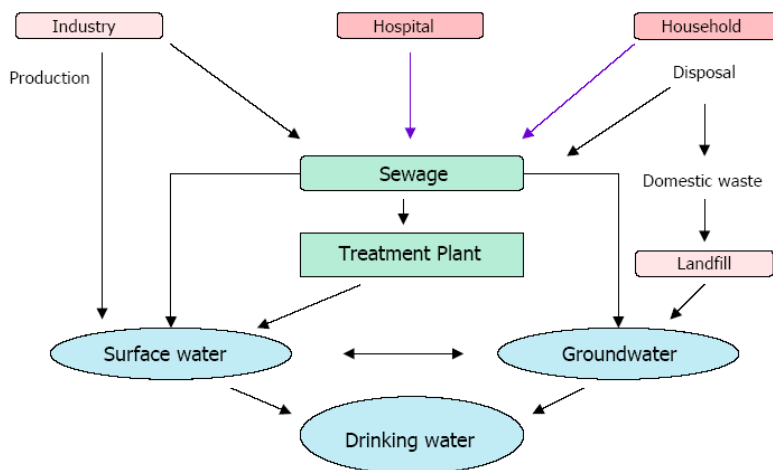 Industry
Hospital
Household
Production
Disposal
Sewage
Domestic waste
Treatment Plant
Landfill
Surface water
Groundwater
Drinking water